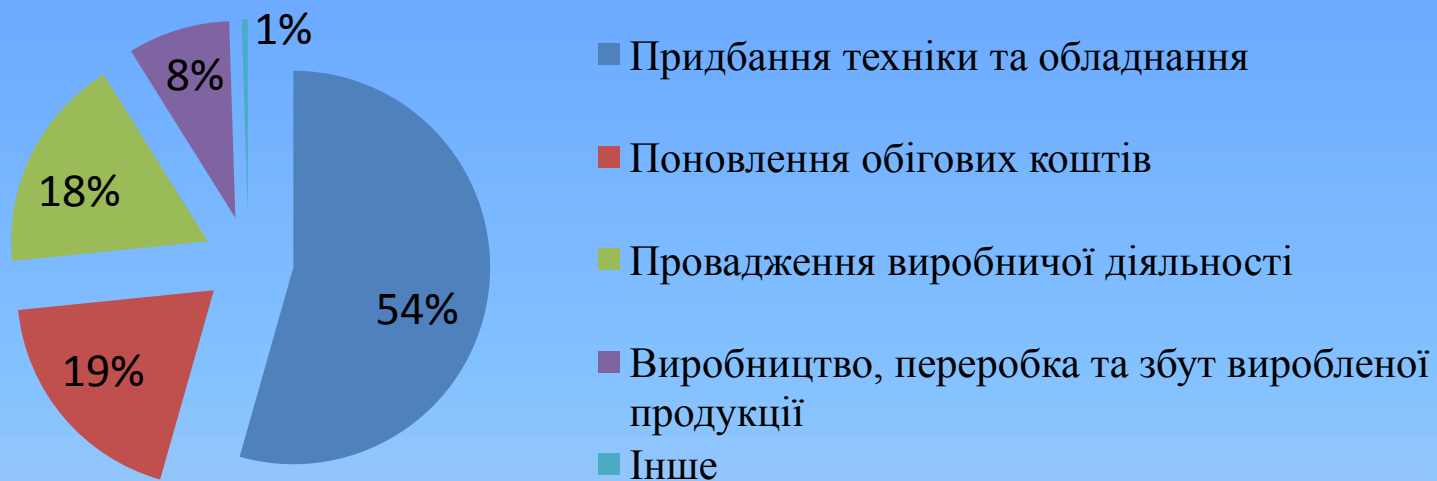 1%
8%
18%
54%
19%
Придбання техніки та обладнання
Поновлення обігових коштів
Провадження виробничої діяльності
Виробництво, переробка та збут виробленої
продукції
Інше